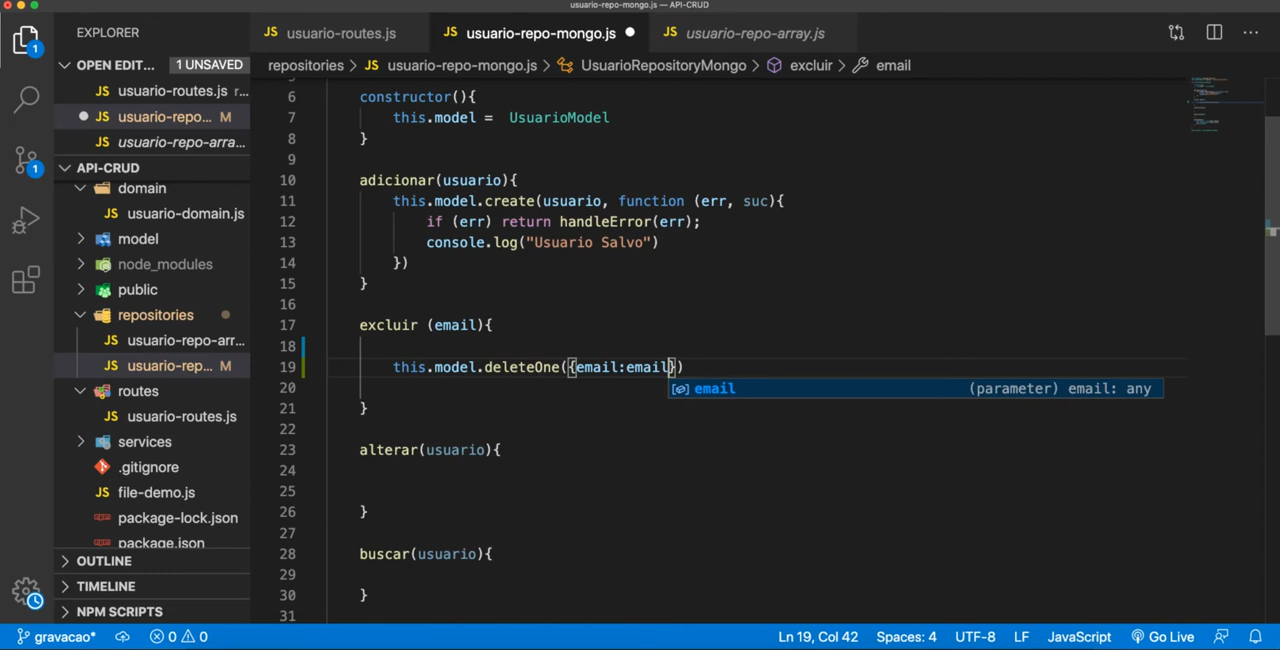 usuario-repo-mongo.js — API-CRUD
EXPLORER
usuario-routes.js
usuario-repo-mongo.js
usuario-repo-array.js
OPEN EDIT... 1 UNSAVED
repositories > usuario-repo-mongo.js > UsuarioRepositoryMongo > excluir > email
JS usuario-routes.js r...
JS usuario-repo... M
JS usuario-repo-arra...
API-CRUD
domain
JS usuario-domain.js
model
node_modules
public
repositories
JS usuario-repo-arr...
JS usuario-rep... M
routes
JS usuario-routes.js
services
.gitignore
JS file-demo.js
package-lock.json
package.json
OUTLINE
TIMELINE
NPM SCRIPTS
6 constructor(){
7 this.model = UsuarioModel
8 }
9
10 adicionar(usuario){
11 this.model.create(usuario, function (err, suc){
12 if (err) return handleError(err);
13 console.log("Usuario Salvo")
14 })
15 }
16
17 excluir (email){
18
19 this.model.deleteOne({email:email})
email (parameter) email: any
20
21 }
22
23 alterar(usuario){
24
25
26 }
27
28 buscar(usuario){
29
30 }
31
gravacao* 0 0 Ln 19, Col 42 Spaces: 4 UTF-8 LF JavaScript Go Live